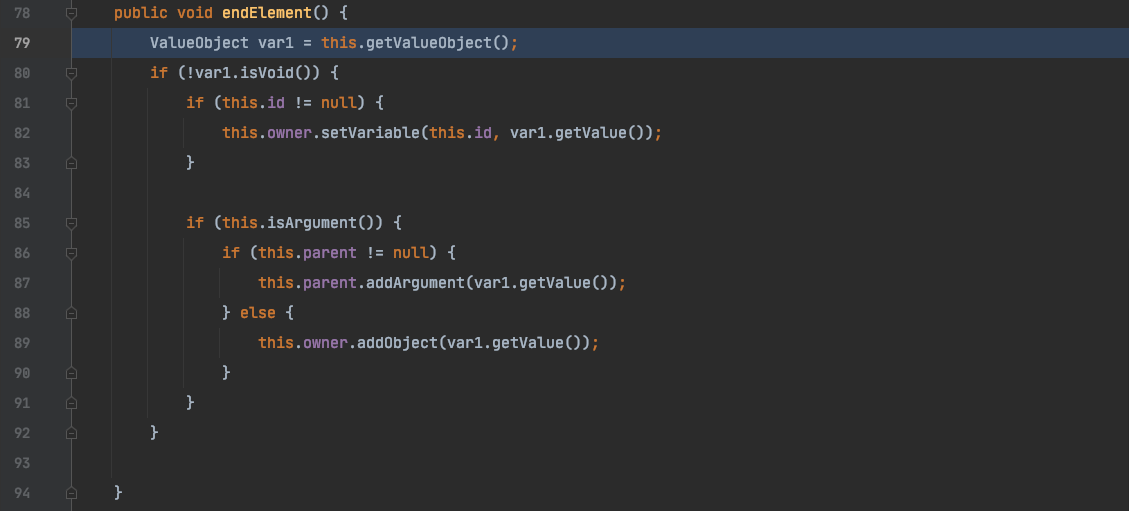 78 public void endElement() {
79 ValueObject var1 = this.getValueObject();
80 if (!var1.isVoid()) {
81 if (this.id != null) {
82 this.owner.setVariable(this.id, var1.getValue());
83 }
84
85 if (this.isArgument()) {
86 if (this.parent != null) {
87 this.parent.addArgument(var1.getValue());
88 } else {
89 this.owner.addObject(var1.getValue());
90 }
91 }
92 }
93
94 }